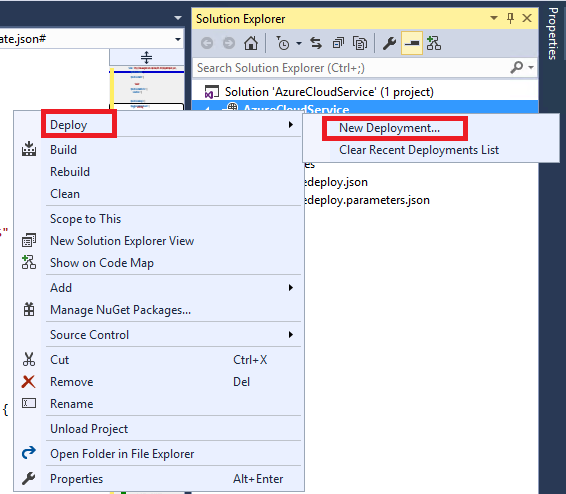 ate.json#
Solution Explorer
Properties
Search Solution Explorer (Ctrl+;)
Solution 'AzureCloudService' (1 project)
AzureCloudService
Deploy
New Deployment...
Clear Recent Deployments List
Build
Rebuild
edeploy.json
Clean
edeploy.parameters.json
Scope to This
New Solution Explorer View
Show on Code Map
Add
Manage NuGet Packages...
Source Control
Cut Ctrl+X
Remove Del
Rename
{
Unload Project
Open Folder in File Explorer
Properties Alt+Enter